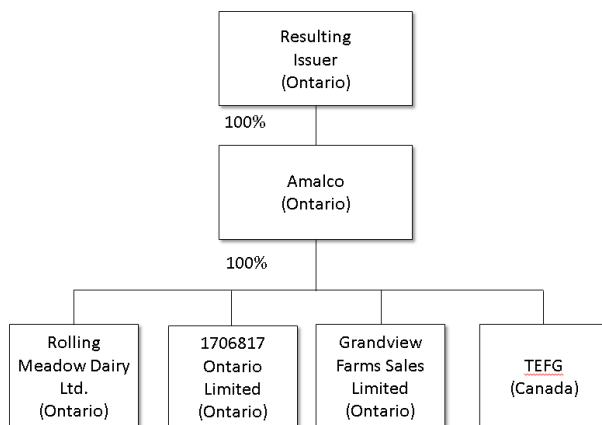 Resulting
Issuer
(Ontario)
100%
Amalco
(Ontario)
100%
Rolling
Meadow Dairy
Ltd.
(Ontario)
1706817
Ontario
Limited
(Ontario)
Grandview
Farms Sales
Limited
(Ontario)
TEFG
(Canada)